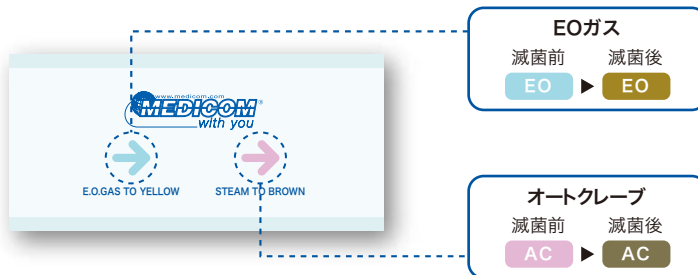 www.medicom.com
MEDICOM®
with you
E.O.GAS TO YELLOW
STEAM TO BROWN
EOガス
滅菌前 滅菌後
EO ▶ EO
オートクレーブ
滅菌前 滅菌後
AC ▶ AC